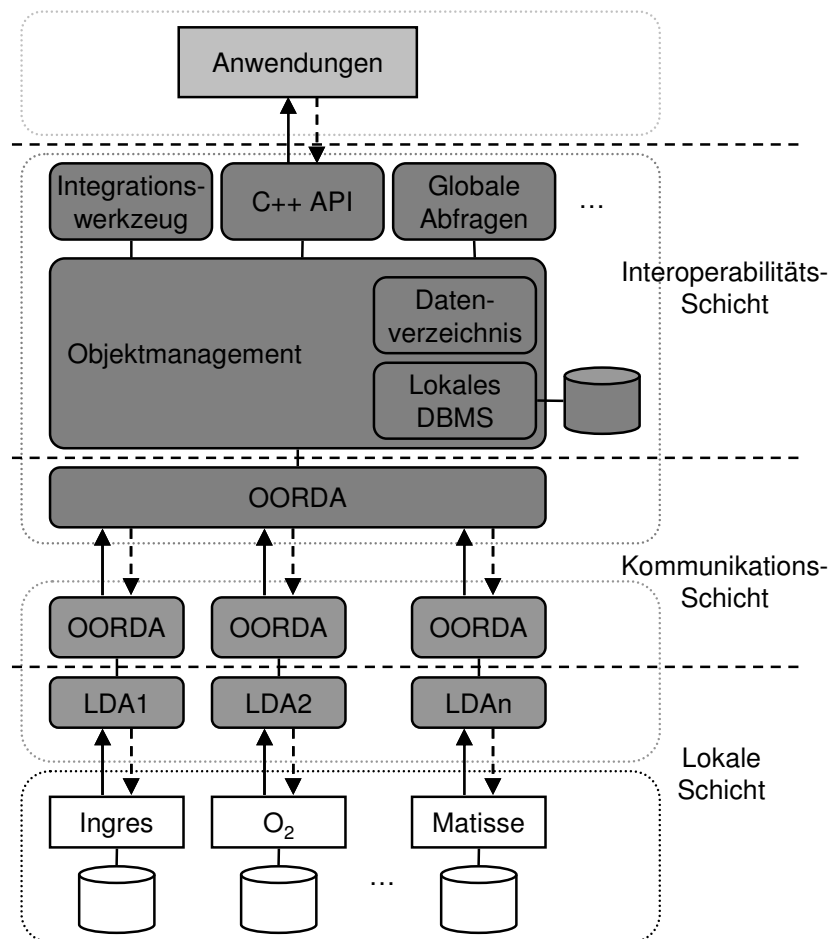 Anwendungen
Integrations-
werkzeug
C++ API
Globale
Abfragen
...
Interoperabilitäts-
Schicht
Objektmanagement
Daten-
verzeichnis
Lokales
DBMS
OORDA
Kommunikations-
Schicht
OORDA
OORDA
OORDA
LDA1
LDA2
LDAn
Lokale
Schicht
Ingres
O₂
Matisse
...